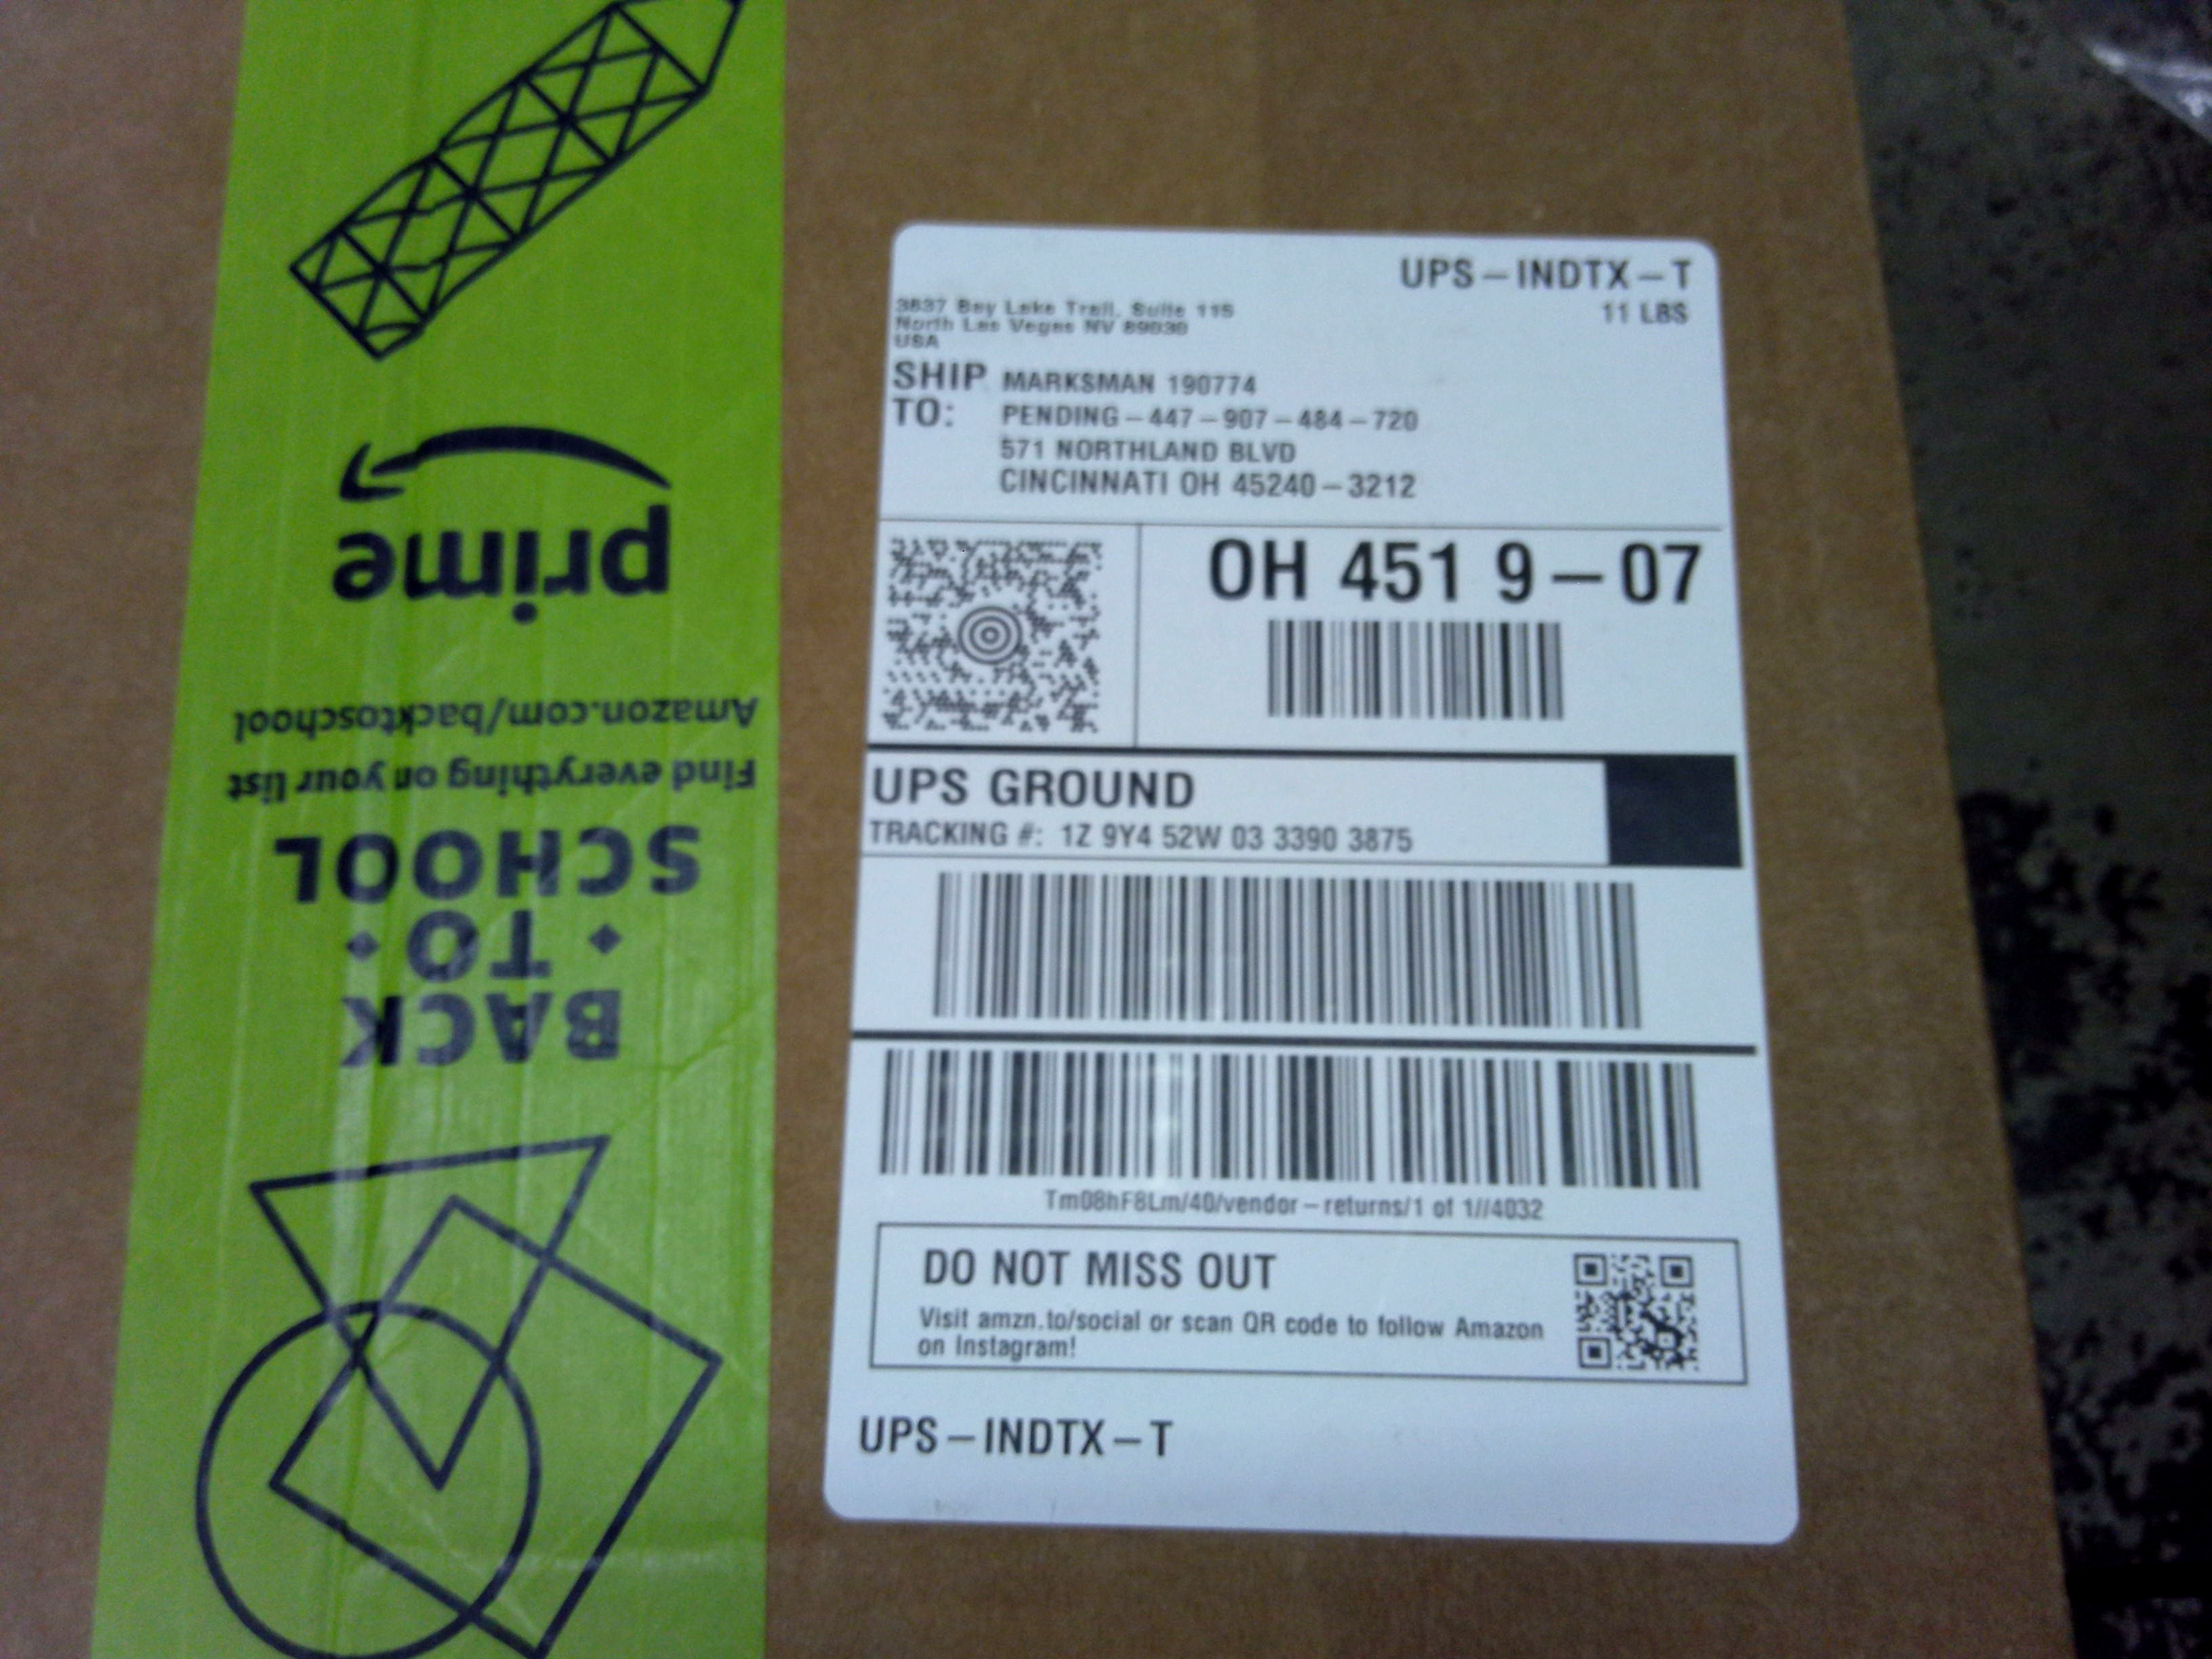 UPS-INDTX-T
11 LBS
3837 Bay Lake Trail, Suite 115
North Las Vegas NV 89030
USA
SHIP TO:
MARKSMAN 190774
PENDING-447-907-484-720
571 NORTHLAND BLVD
CINCINNATI OH 45240-3212
OH 451 9-07
UPS GROUND
TRACKING #: 1Z 9Y4 52W 03 3390 3875
Tm08hF8Lm/40/vendor-returns/1 of 1//4032
DO NOT MISS OUT
Visit amzn.to/social or scan QR code to follow Amazon
on Instagram!
UPS-INDTX-T
BACK
•TO•
SCHOOL
Find everything on your list
Amazon.com/backtoschool
prime